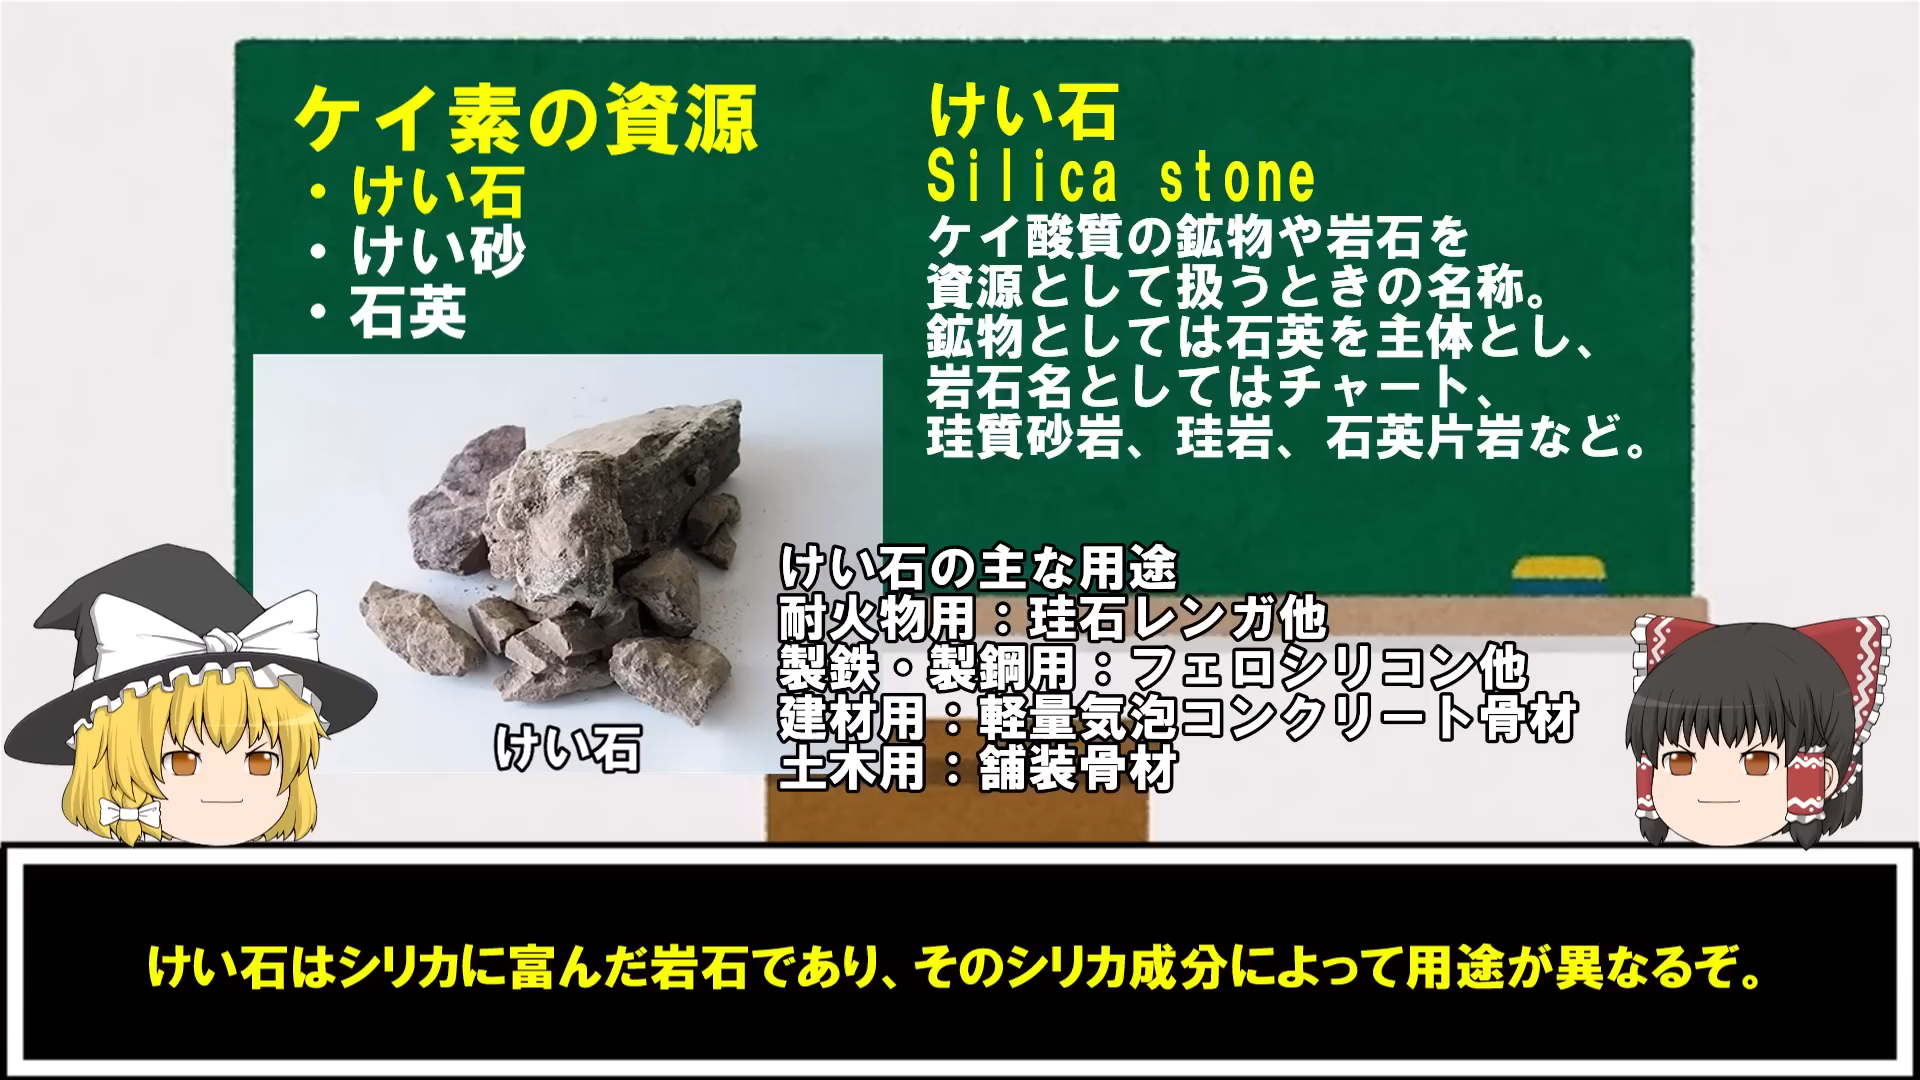 ケイ素の資源
・けい石
・けい砂
・石英
けい石
Silica stone
ケイ酸質の鉱物や岩石を
資源として扱うときの名称。
鉱物としては石英を主体とし、
岩石名としてはチャート、
珪質砂岩、珪岩、石英片岩など。
けい石
けい石の主な用途
耐火物用：珪石レンガ他
製鉄・製鋼用：フェロシリコン他
建材用：軽量気泡コンクリート骨材
土木用：舗装骨材
けい石はシリカに富んだ岩石であり、そのシリカ成分によって用途が異なるぞ。